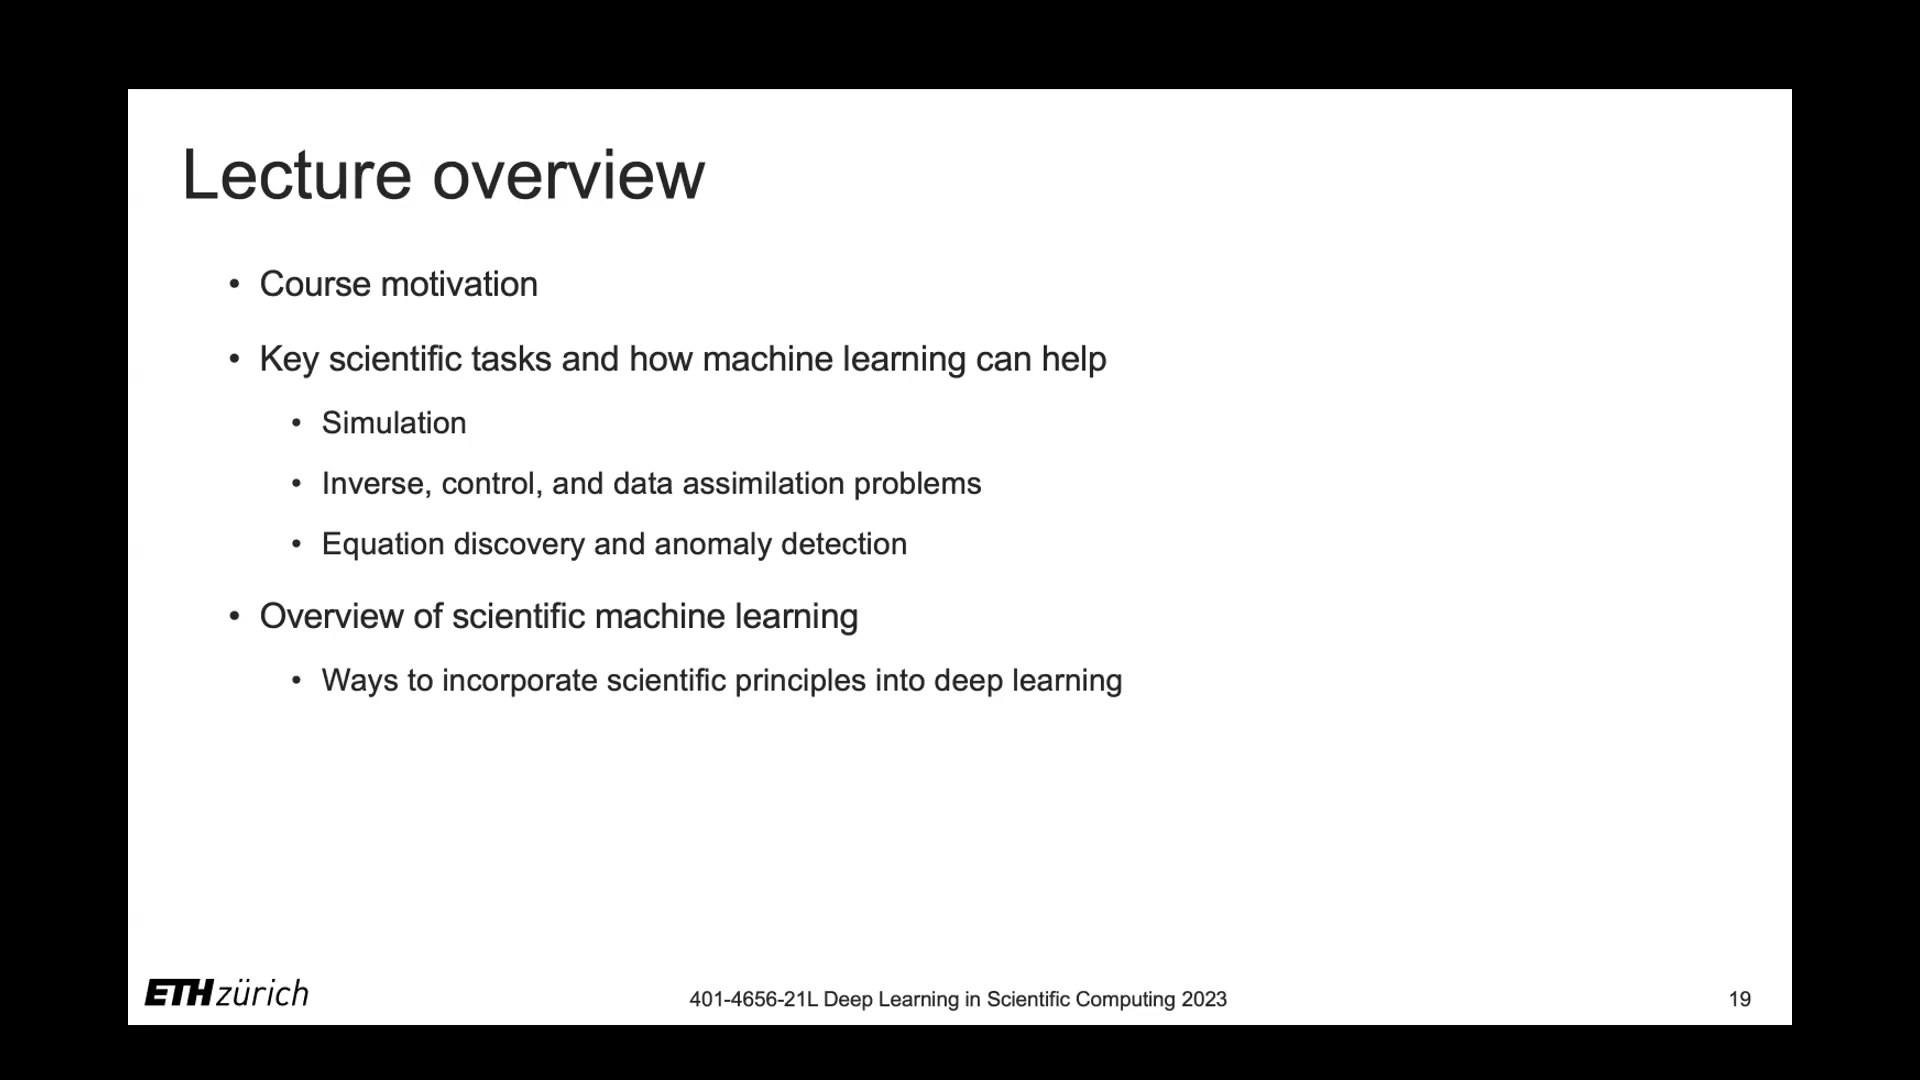 Lecture overview
• Course motivation
• Key scientific tasks and how machine learning can help
• Simulation
• Inverse, control, and data assimilation problems
• Equation discovery and anomaly detection
• Overview of scientific machine learning
• Ways to incorporate scientific principles into deep learning
ETH zürich
401-4656-21L Deep Learning in Scientific Computing 2023
19